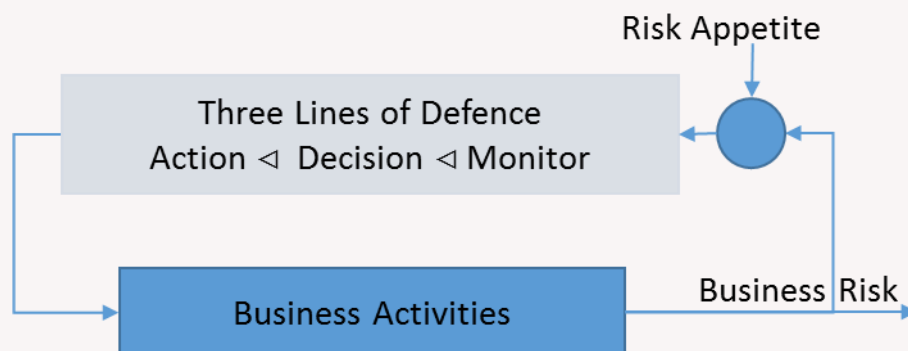 Risk Appetite
Three Lines of Defence
Action ◁ Decision ◁ Monitor
Business Risk
Business Activities